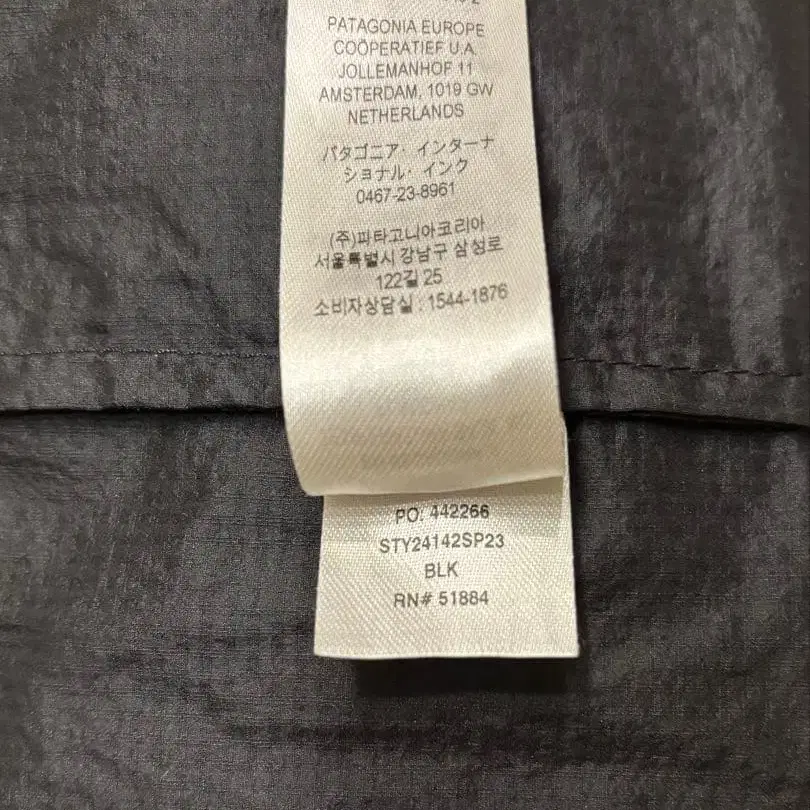 PATAGONIA EUROPE
COÖPERATIEF U.A.
JOLLEMANHOF 11
AMSTERDAM, 1019 GW
NETHERLANDS
パタゴニア・インターナ
ショナル・インク
0467-23-8961
(주)피타고니아코리아
서울특별시 강남구 삼성로
122길 25
소비자상담실 : 1544-1876
PO: 442266
STY24142SP23
BLK
RN# 51884